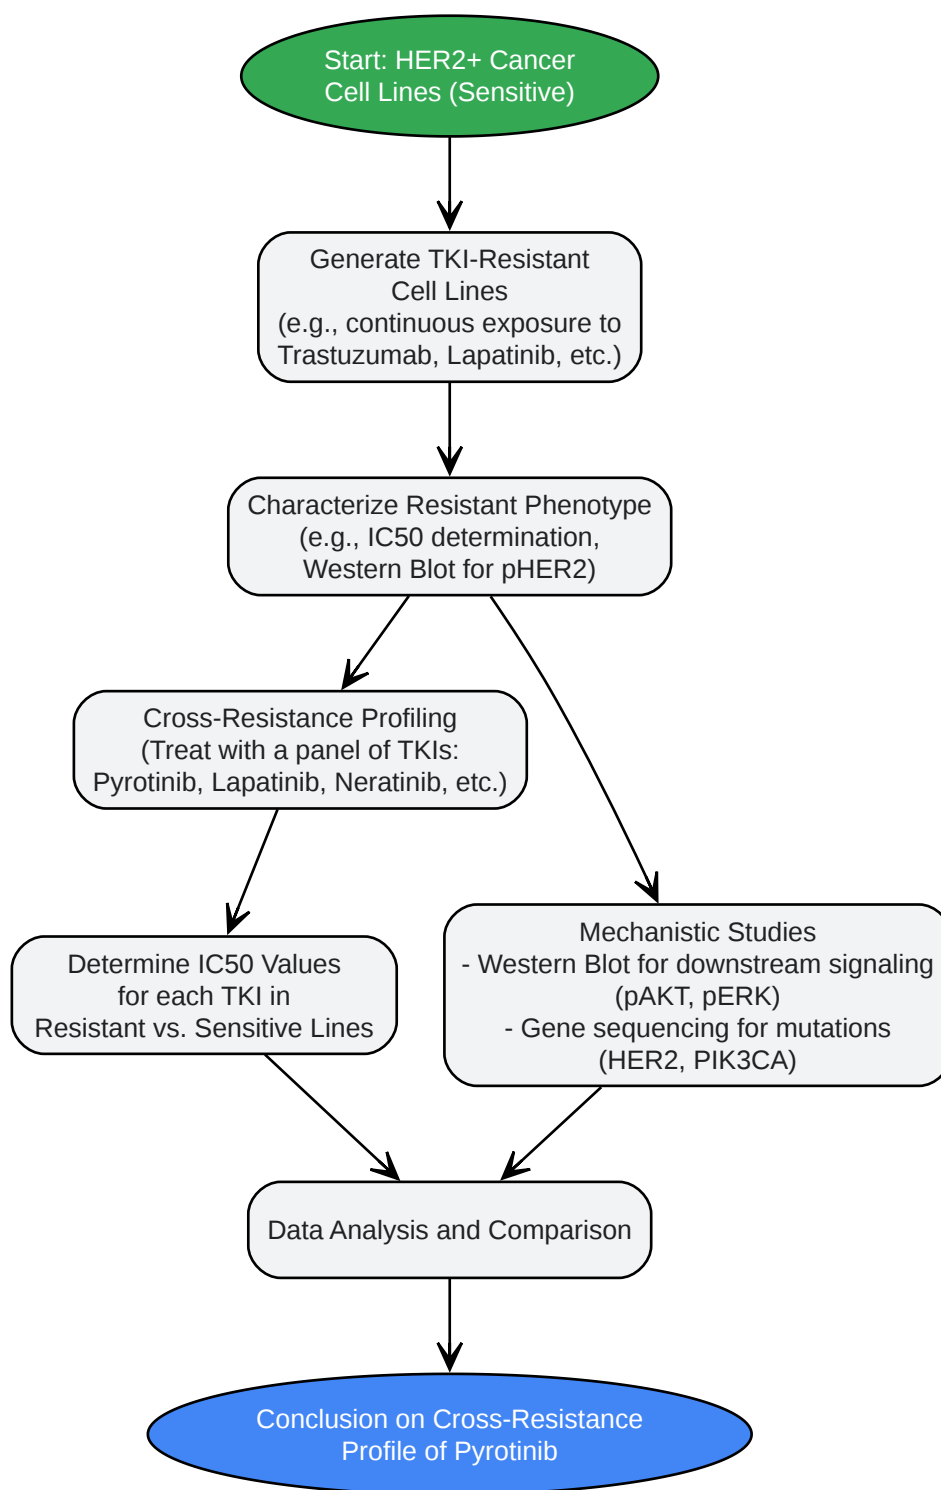 Start: HER2+ Cancer
Cell Lines (Sensitive)
Generate TKI-Resistant
Cell Lines
(e.g., continuous exposure to
Trastuzumab, Lapatinib, etc.)
Characterize Resistant Phenotype
(e.g., IC50 determination,
Western Blot for pHER2)
Cross-Resistance Profiling
(Treat with a panel of TKIs:
Pyrotinib, Lapatinib, Neratinib, etc.)
Determine IC50 Values
for each TKI in
Resistant vs. Sensitive Lines
Mechanistic Studies
- Western Blot for downstream signaling
(pAKT, pERK)
- Gene sequencing for mutations
(HER2, PIK3CA)
Data Analysis and Comparison
Conclusion on Cross-Resistance
Profile of Pyrotinib